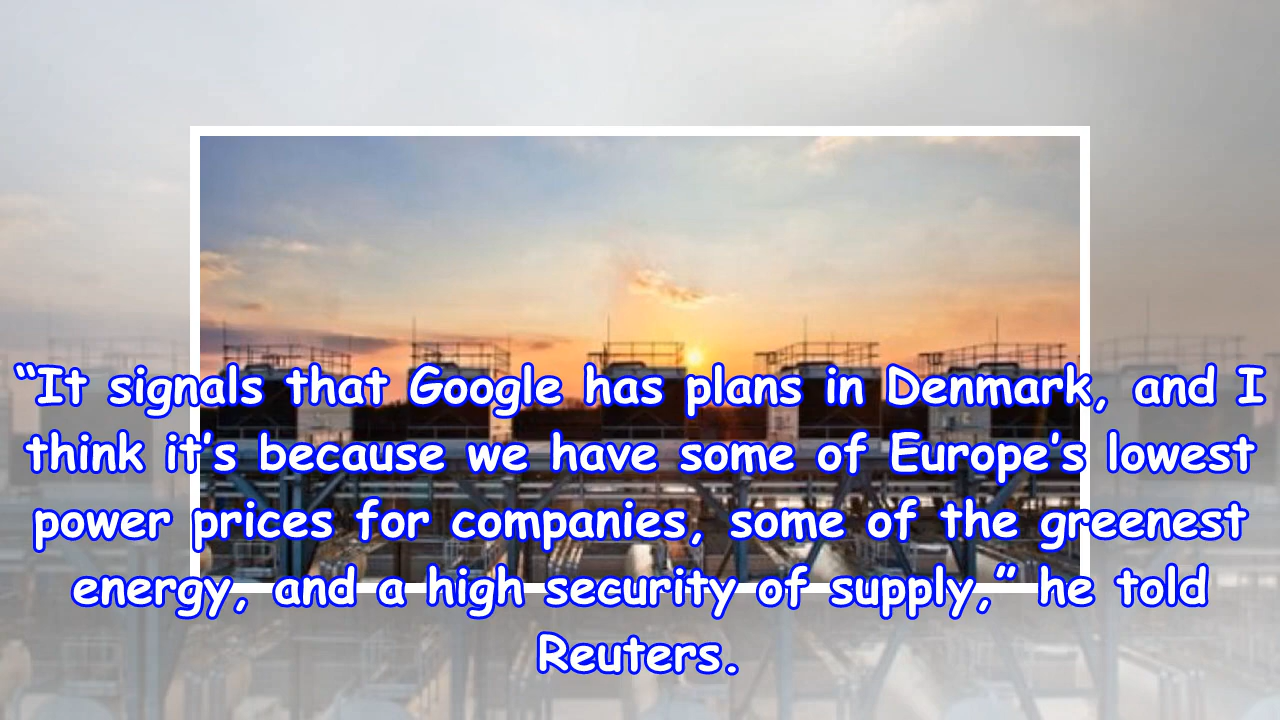 “It signals that Google has plans in Denmark, and I
think it’s because we have some of Europe’s lowest
power prices for companies, some of the greenest
energy, and a high security of supply,” he told
Reuters.